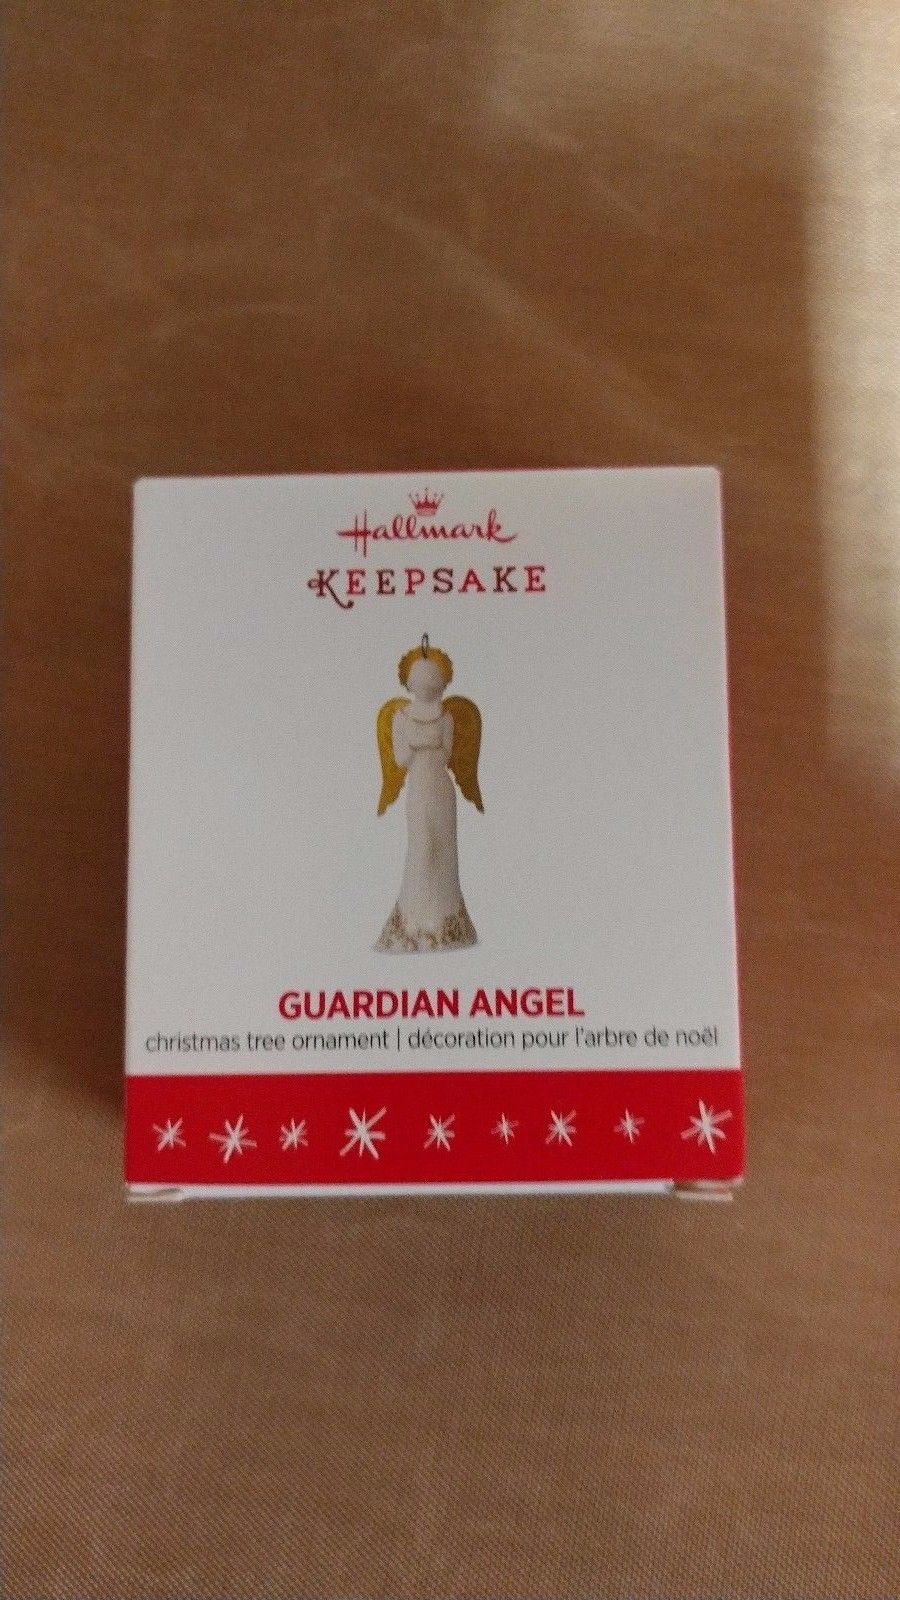 Hallmark
KEEPSAKE
GUARDIAN ANGEL
christmas tree ornament | décoration pour l'arbre de noël